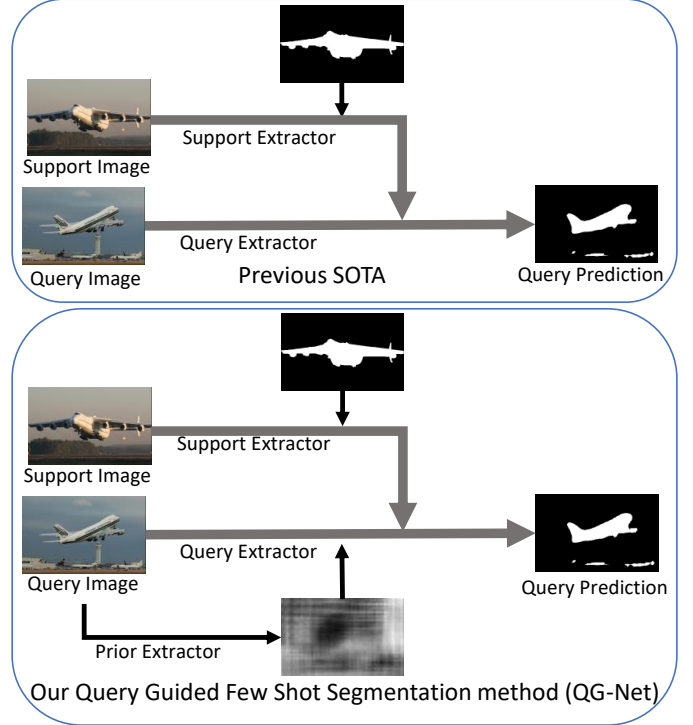 Support Extractor
Support Image
Query Extractor
Query Image
Previous SOTA
Query Prediction
Support Extractor
Support Image
Query Extractor
Query Image
Query Prediction
Prior Extractor
Our Query Guided Few Shot Segmentation method (QG-Net)